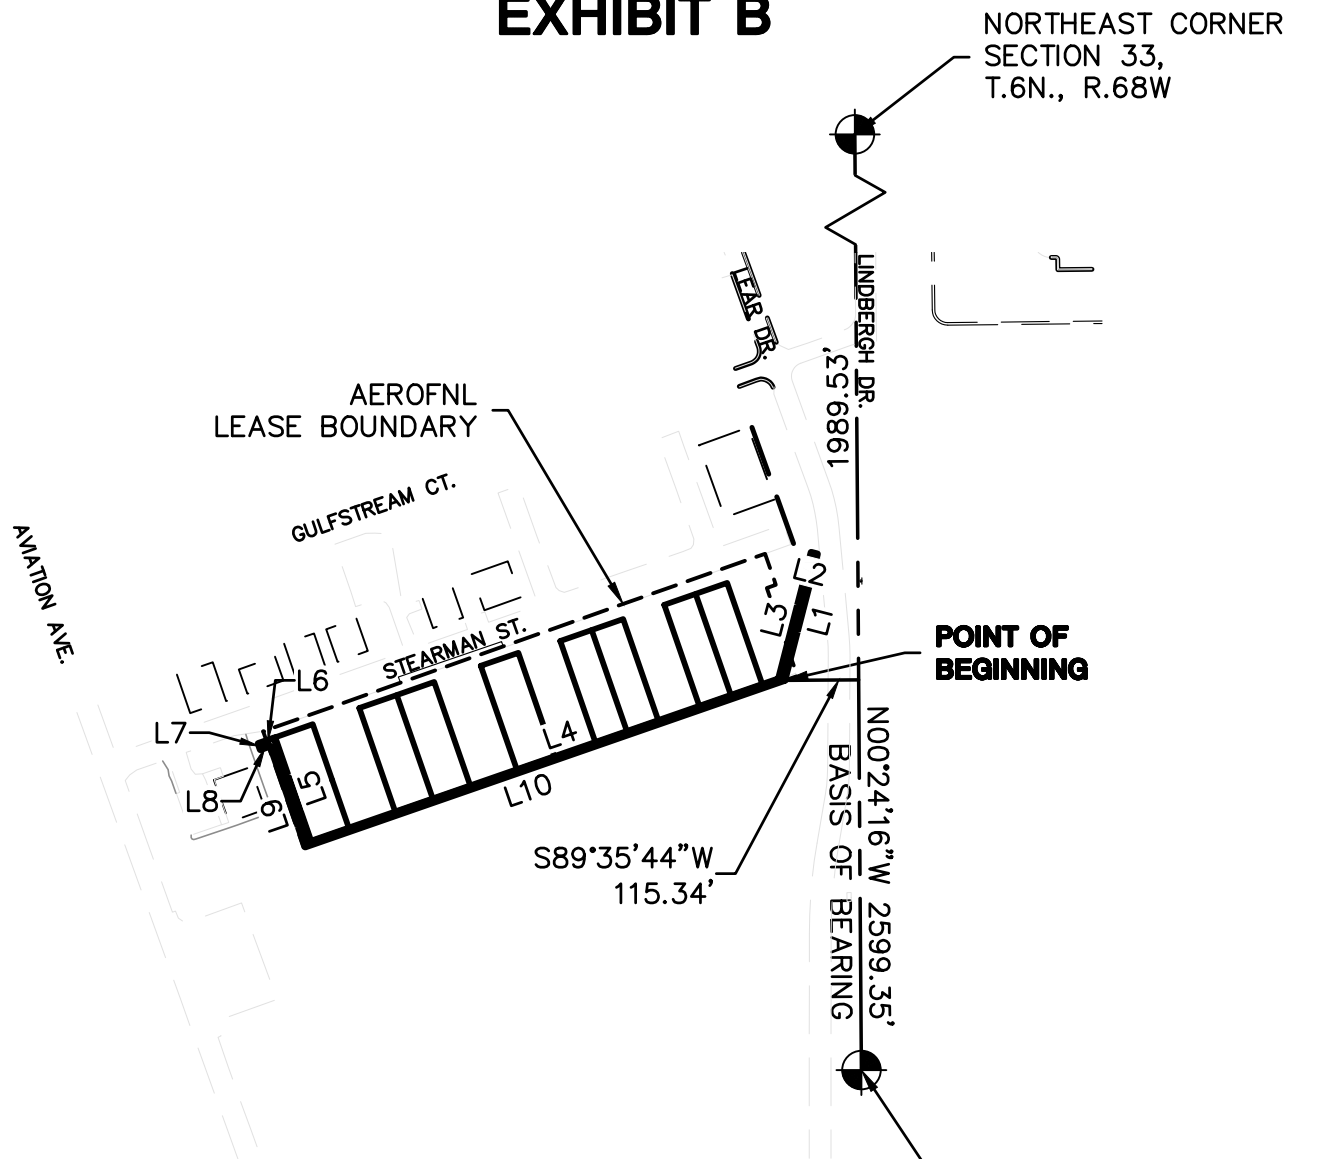 EXHIBIT B
NORTHEAST CORNER
SECTION 33,
T.6N., R.68W
LINDBERGH DR.
LEAR DR.
1989.53'
AEROFNL
LEASE BOUNDARY
GULFSTREAM CT.
AVIATION AVE.
L2
L3
L1
POINT OF
BEGINNING
STEARMAN ST.
L6
L7
L4
L5
L8
L9
L10
S89°35'44"W
115.34'
N00°24'16"W 2599.35'
BASIS OF BEARING